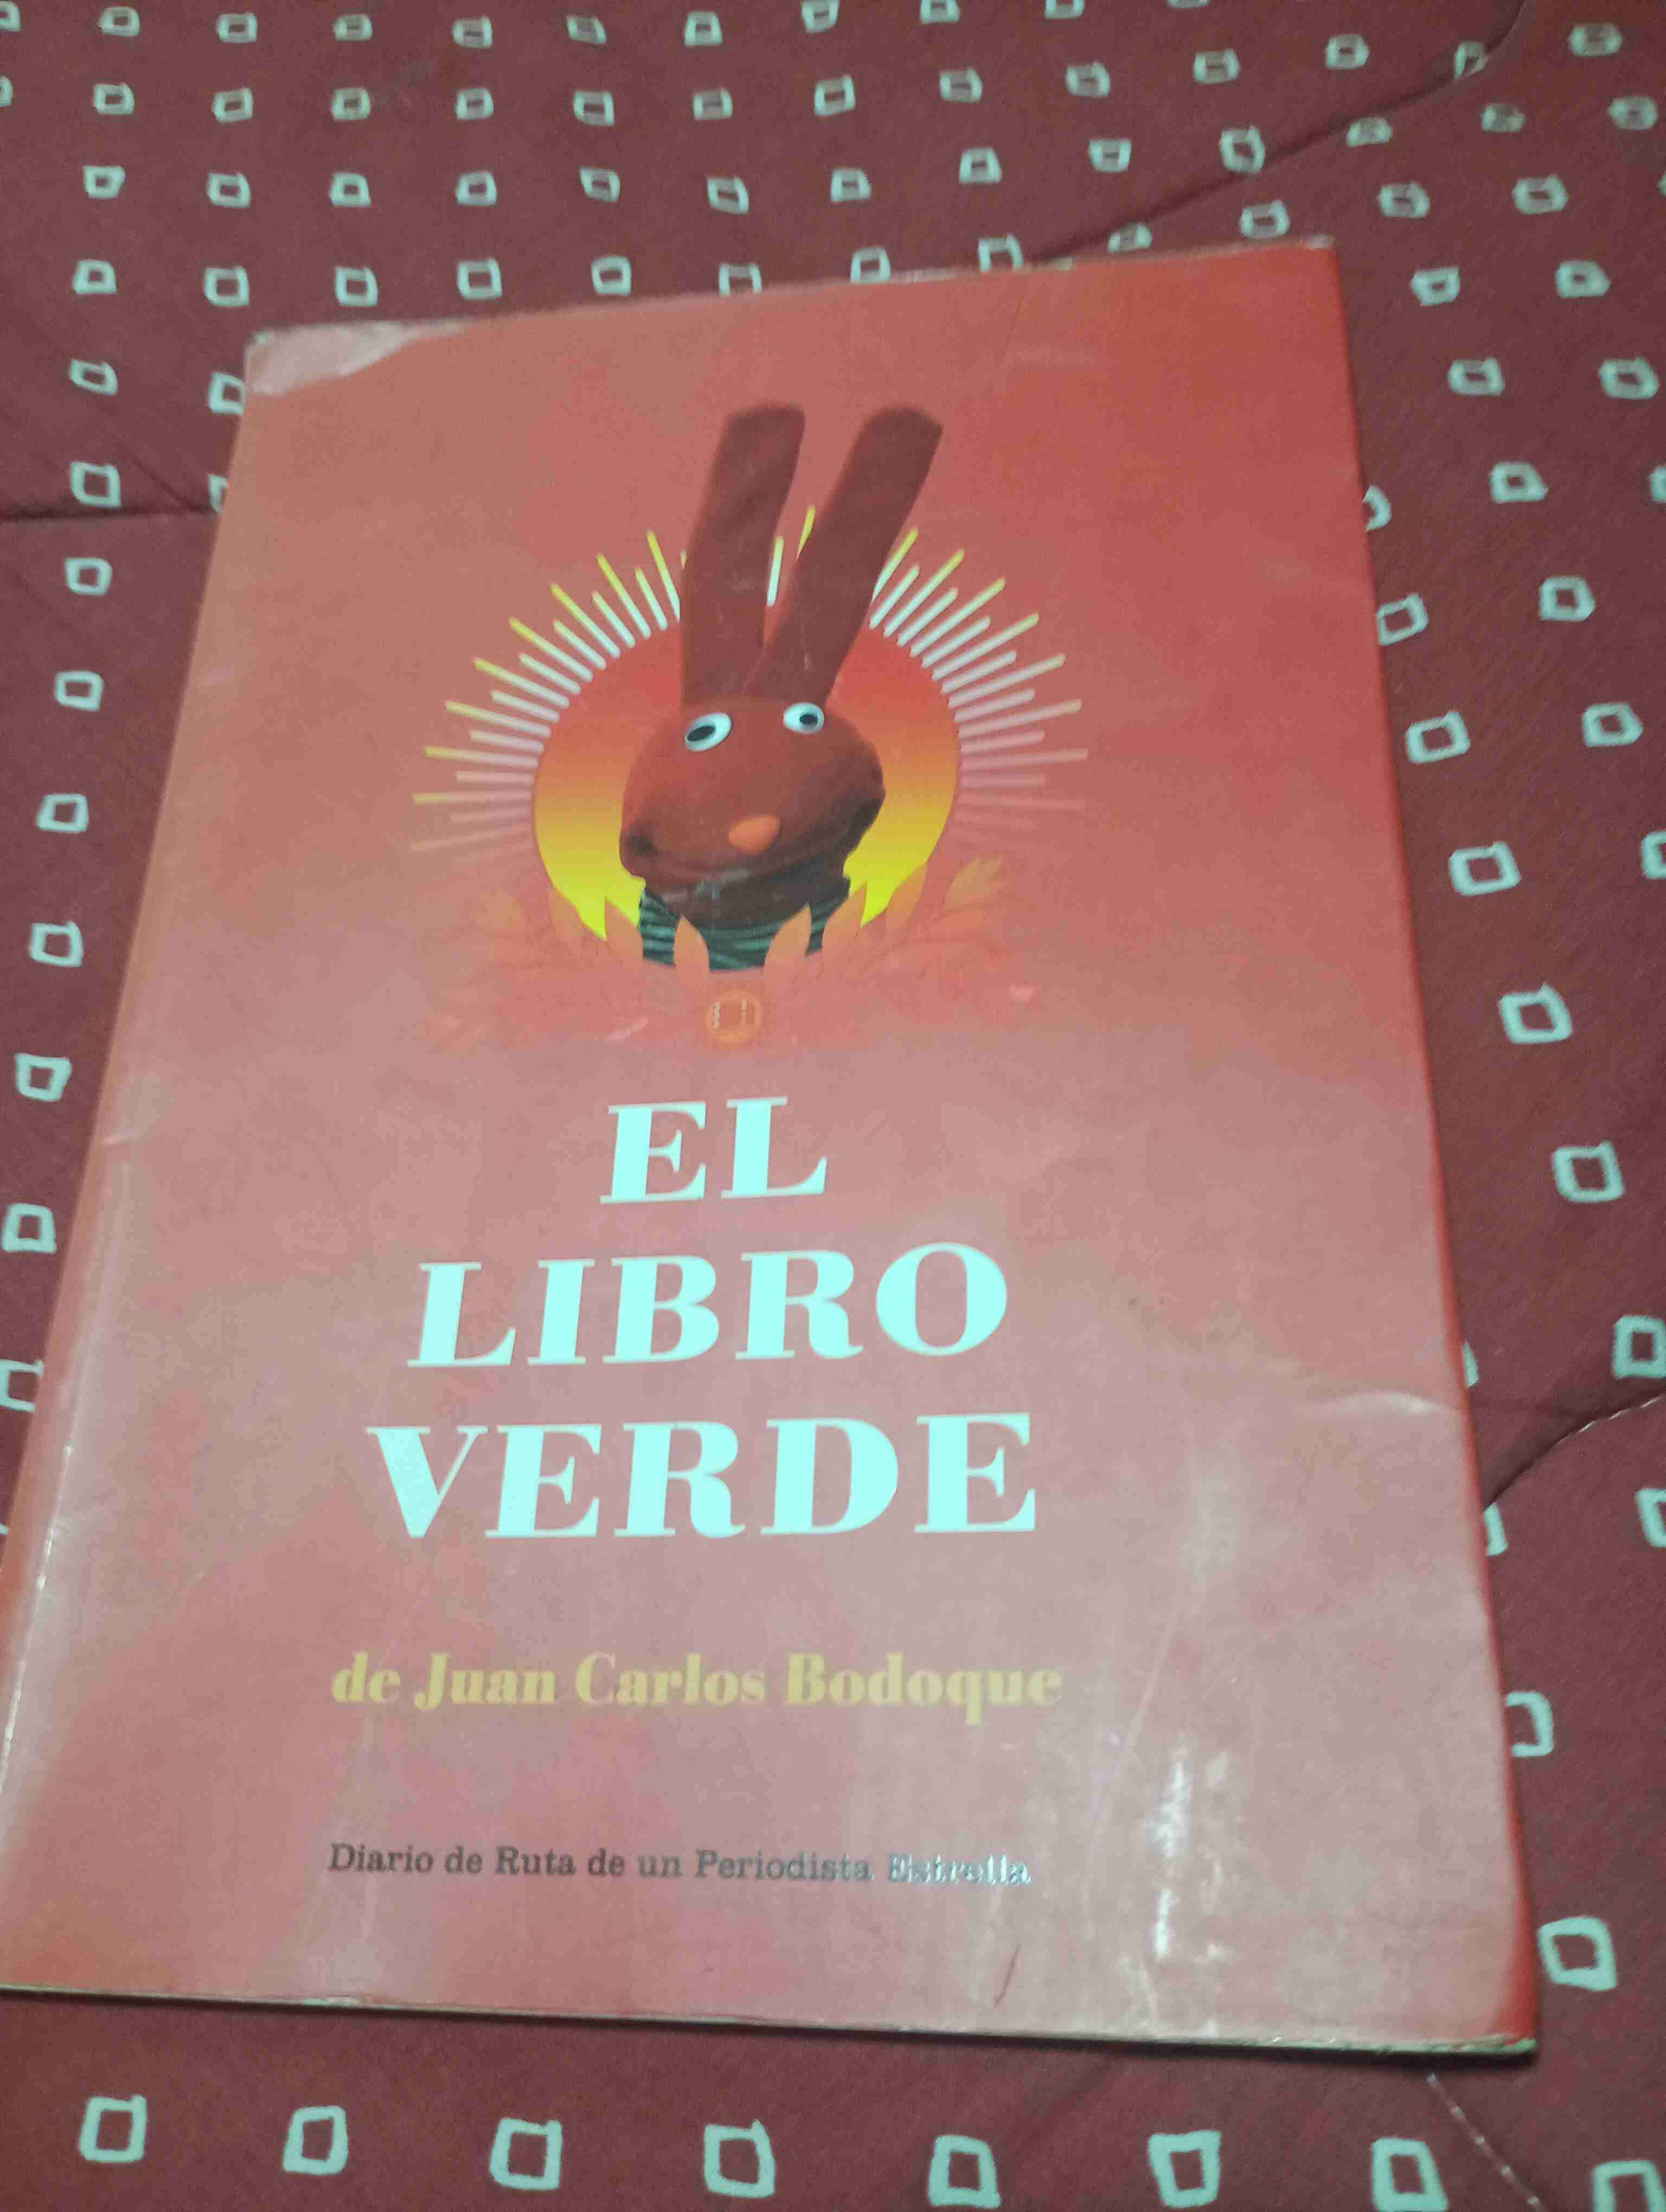 EL
LIBRO
VERDE
de Juan Carlos Bodoque
Diario de Ruta de un Periodista Estrella